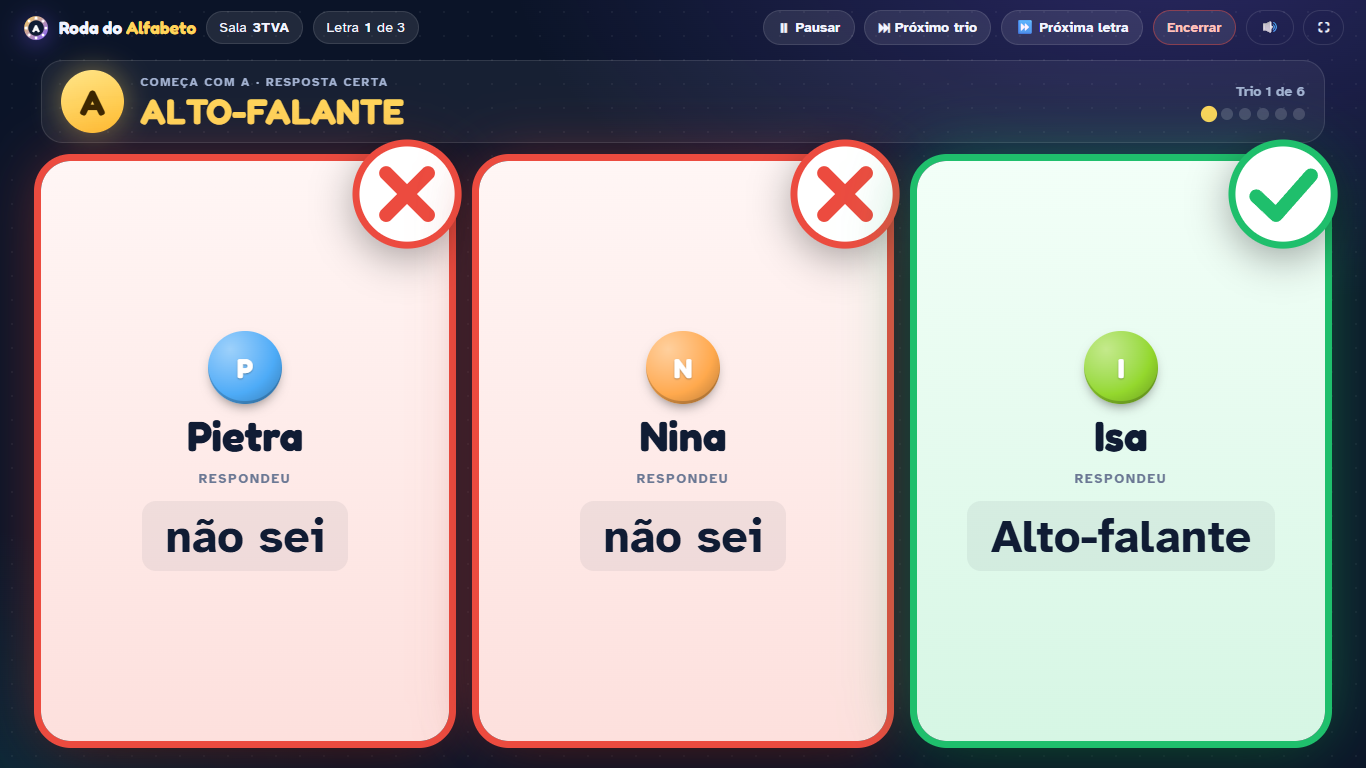 A Roda do Alfabeto Sala 3TVA Letra 1 de 3 Pausar Próximo trio Próxima letra Encerrar
A
COMEÇA COM A · RESPOSTA CERTA
ALTO-FALANTE
Trio 1 de 6
P
Pietra
RESPONDEU
não sei
N
Nina
RESPONDEU
não sei
I
Isa
RESPONDEU
Alto-falante